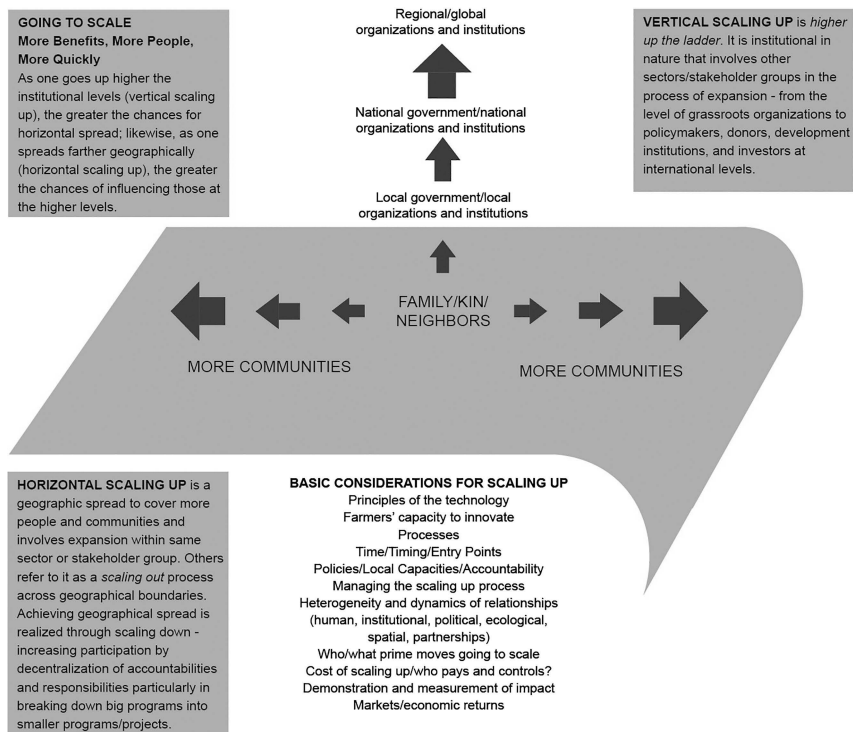 GOING TO SCALE
More Benefits, More People,
More Quickly
As one goes up higher the
institutional levels (vertical scaling
up), the greater the chances for
horizontal spread; likewise, as one
spreads farther geographically
(horizontal scaling up), the greater
the chances of influencing those at
the higher levels.
Regional/global
organizations and institutions
National government/national
organizations and institutions
Local government/local
organizations and institutions
VERTICAL SCALING UP is higher
up the ladder. It is institutional in
nature that involves other
sectors/stakeholder groups in the
process of expansion - from the
level of grassroots organizations to
policymakers, donors, development
institutions, and investors at
international levels.
FAMILY/KIN/
NEIGHBORS
MORE COMMUNITIES
MORE COMMUNITIES
HORIZONTAL SCALING UP is a
geographic spread to cover more
people and communities and
involves expansion within same
sector or stakeholder group. Others
refer to it as a scaling out process
across geographical boundaries.
Achieving geographical spread is
realized through scaling down -
increasing participation by
decentralization of accountabilities
and responsibilities particularly in
breaking down big programs into
smaller programs/projects.
BASIC CONSIDERATIONS FOR SCALING UP
Principles of the technology
Farmers' capacity to innovate
Processes
Time/Timing/Entry Points
Policies/Local Capacities/Accountability
Managing the scaling up process
Heterogeneity and dynamics of relationships
(human, institutional, political, ecological,
spatial, partnerships)
Who/what prime moves going to scale
Cost of scaling up/who pays and controls?
Demonstration and measurement of impact
Markets/economic returns